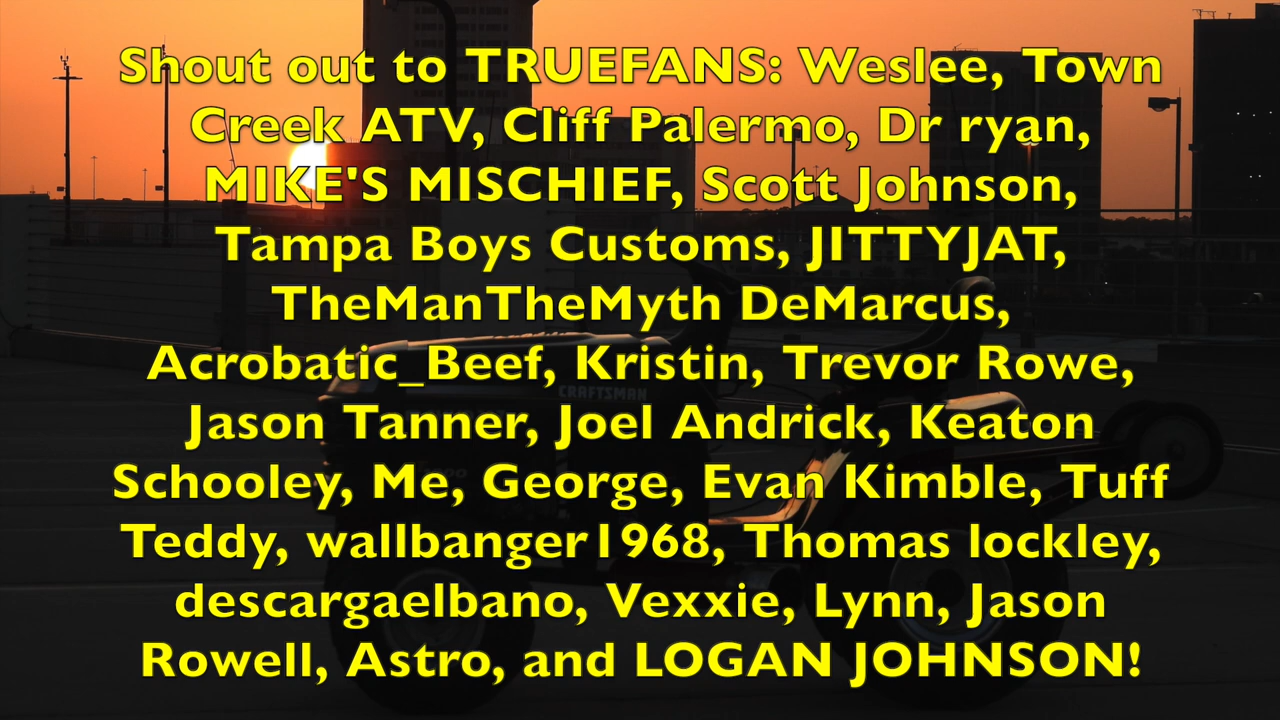 Shout out to TRUEFANS: Weslee, Town
Creek ATV, Cliff Palermo, Dr ryan,
MIKE'S MISCHIEF, Scott Johnson,
Tampa Boys Customs, JITTYJAT,
TheManTheMyth DeMarcus,
Acrobatic_Beef, Kristin, Trevor Rowe,
CRAFTSMAN
Jason Tanner, Joel Andrick, Keaton
Schooley, Me, George, Evan Kimble, Tuff
Teddy, wallbanger1968, Thomas lockley,
descargaelbano, Vexxie, Lynn, Jason
Rowell, Astro, and LOGAN JOHNSON!